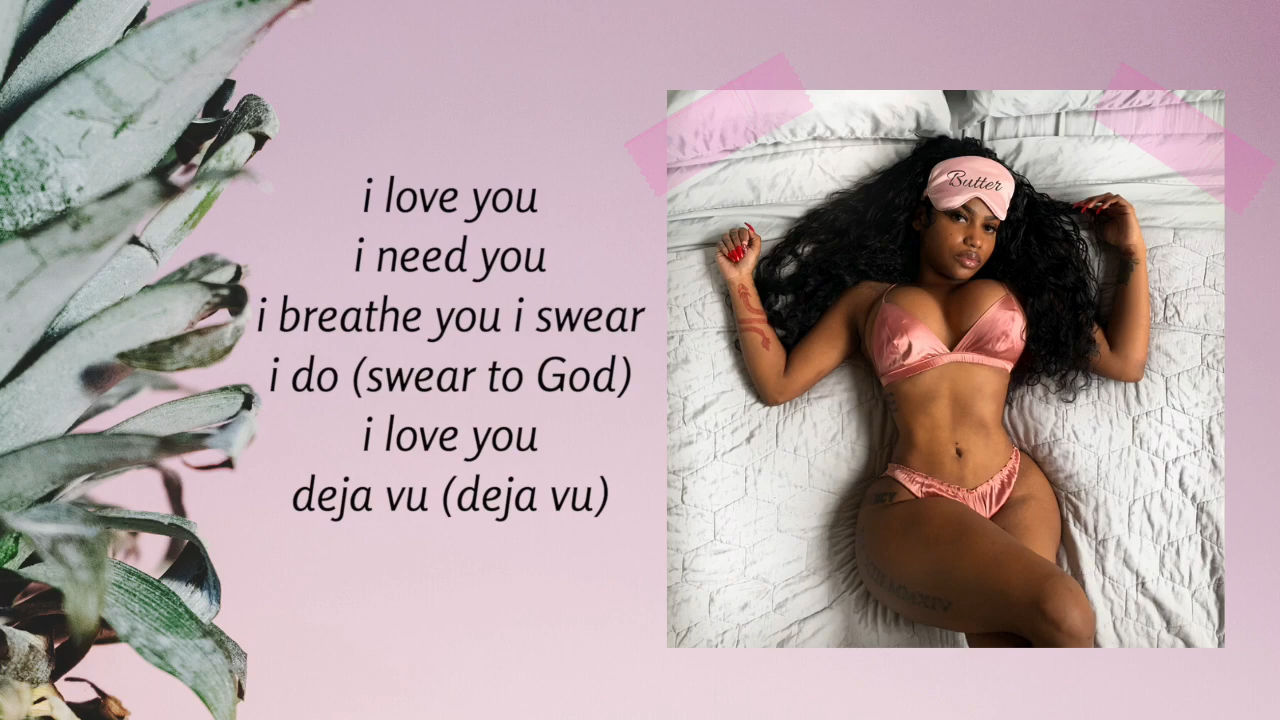 i love you
i need you
i breathe you i swear
i do (swear to God)
i love you
deja vu (deja vu)
Butter